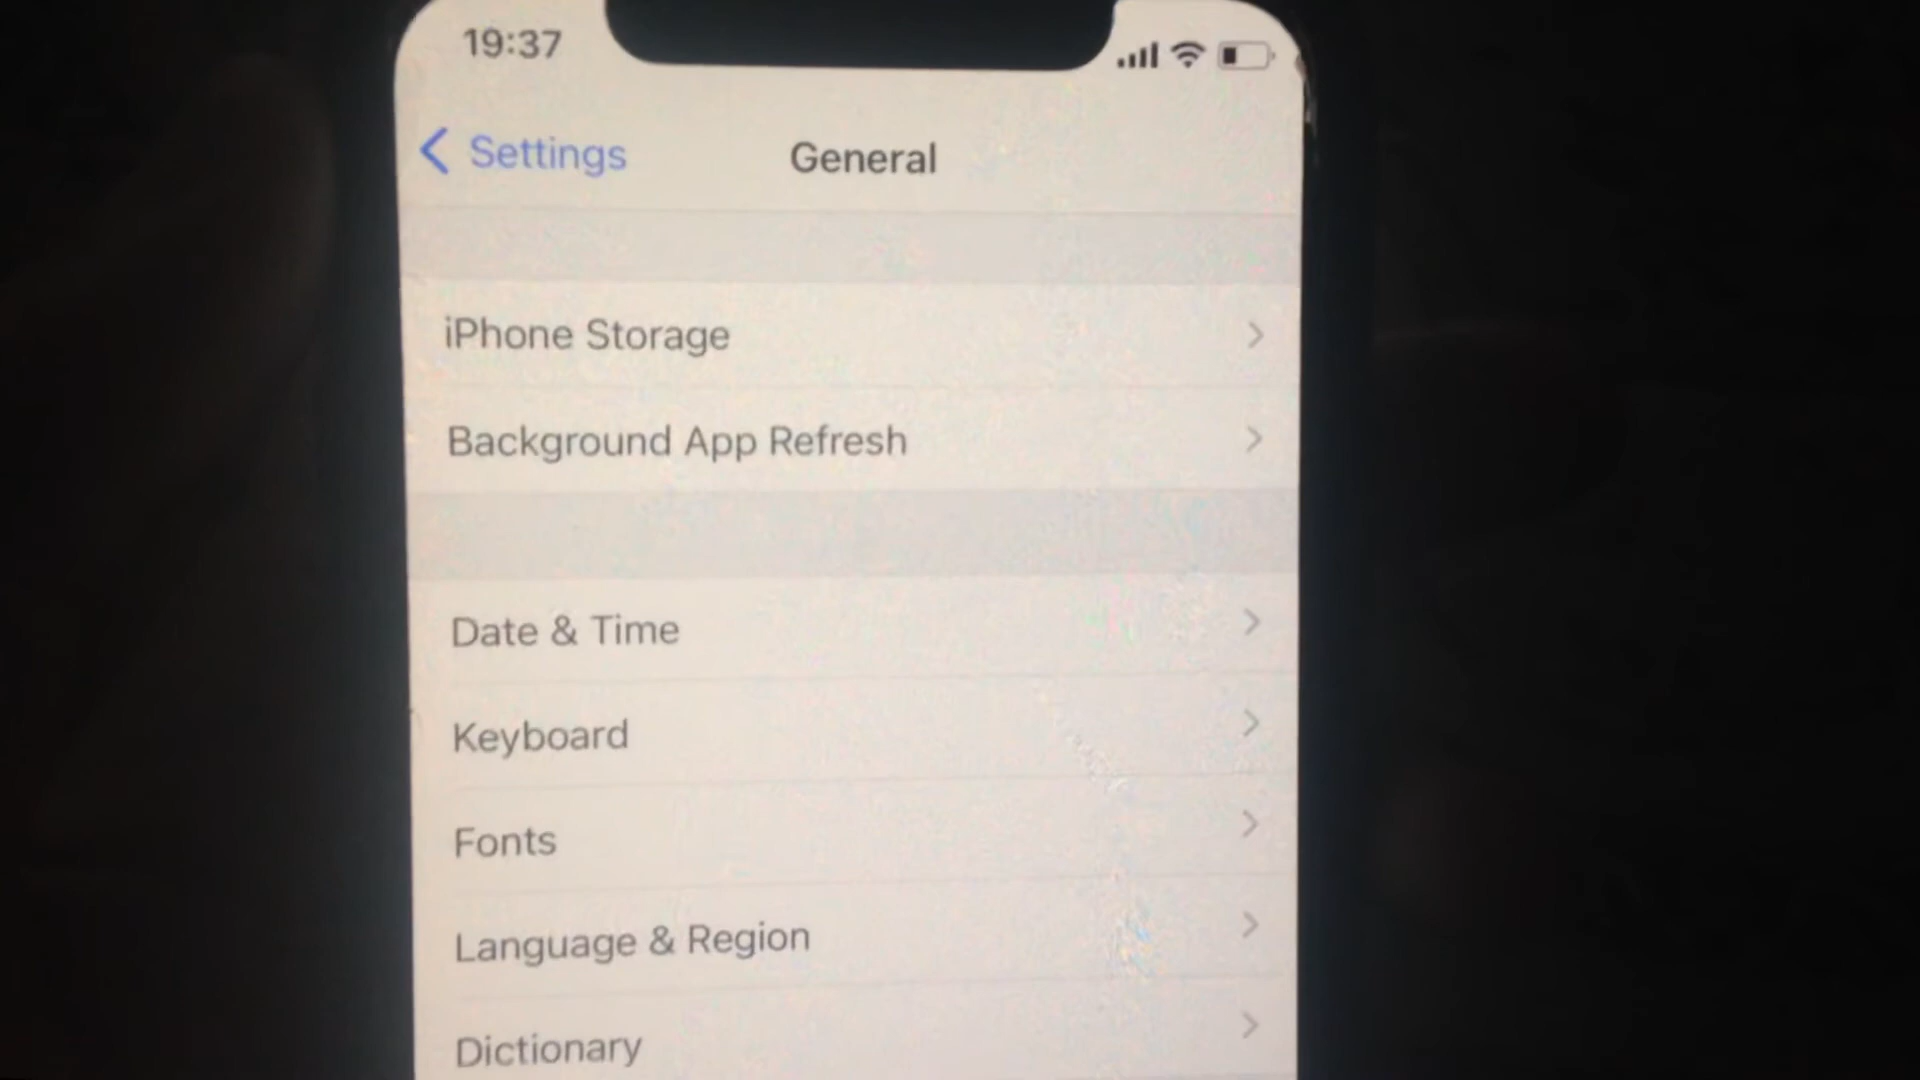 19:37
Settings
General
iPhone Storage
Background App Refresh
Date & Time
Keyboard
Fonts
Language & Region
Dictionary